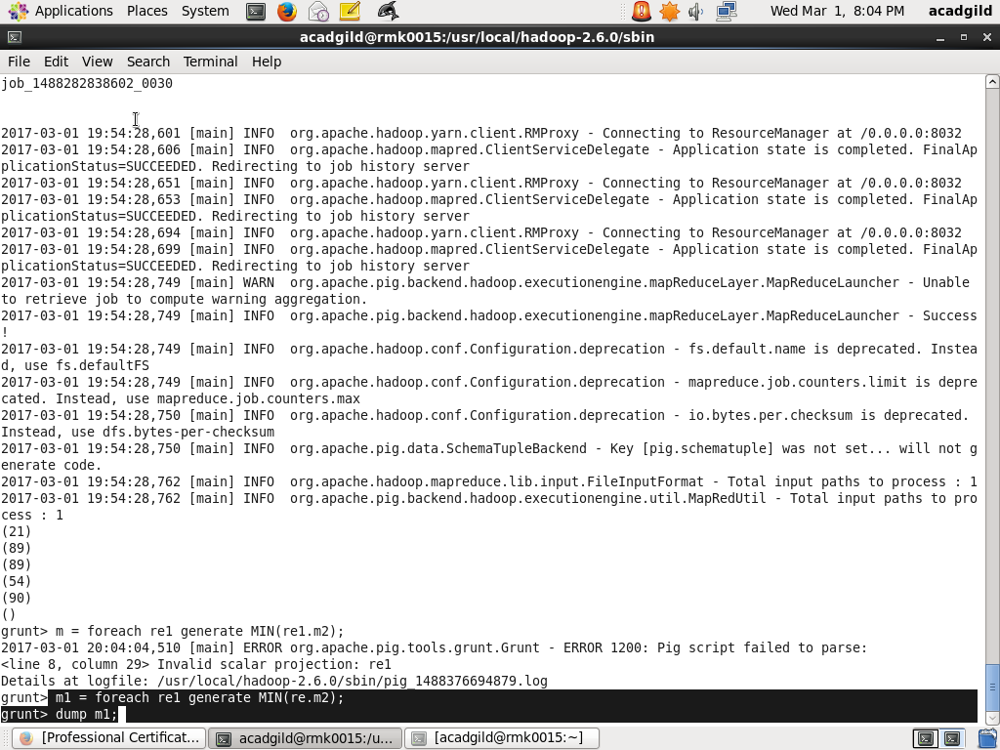 Applications Places System Wed Mar 1, 8:04 PM acadgild
acadgild@rmk0015:/usr/local/hadoop-2.6.0/sbin
File Edit View Search Terminal Help
job_1488282838602_0030
2017-03-01 19:54:28,601 [main] INFO  org.apache.hadoop.yarn.client.RMProxy - Connecting to ResourceManager at /0.0.0.0:8032
2017-03-01 19:54:28,606 [main] INFO  org.apache.hadoop.mapred.ClientServiceDelegate - Application state is completed. FinalAp
plicationStatus=SUCCEEDED. Redirecting to job history server
2017-03-01 19:54:28,651 [main] INFO  org.apache.hadoop.yarn.client.RMProxy - Connecting to ResourceManager at /0.0.0.0:8032
2017-03-01 19:54:28,653 [main] INFO  org.apache.hadoop.mapred.ClientServiceDelegate - Application state is completed. FinalAp
plicationStatus=SUCCEEDED. Redirecting to job history server
2017-03-01 19:54:28,694 [main] INFO  org.apache.hadoop.yarn.client.RMProxy - Connecting to ResourceManager at /0.0.0.0:8032
2017-03-01 19:54:28,699 [main] INFO  org.apache.hadoop.mapred.ClientServiceDelegate - Application state is completed. FinalAp
plicationStatus=SUCCEEDED. Redirecting to job history server
2017-03-01 19:54:28,749 [main] WARN  org.apache.pig.backend.hadoop.executionengine.mapReduceLayer.MapReduceLauncher - Unable
to retrieve job to compute warning aggregation.
2017-03-01 19:54:28,749 [main] INFO  org.apache.pig.backend.hadoop.executionengine.mapReduceLayer.MapReduceLauncher - Success
!
2017-03-01 19:54:28,749 [main] INFO  org.apache.hadoop.conf.Configuration.deprecation - fs.default.name is deprecated. Instea
d, use fs.defaultFS
2017-03-01 19:54:28,749 [main] INFO  org.apache.hadoop.conf.Configuration.deprecation - mapreduce.job.counters.limit is depre
cated. Instead, use mapreduce.job.counters.max
2017-03-01 19:54:28,750 [main] INFO  org.apache.hadoop.conf.Configuration.deprecation - io.bytes.per.checksum is deprecated.
Instead, use dfs.bytes-per-checksum
2017-03-01 19:54:28,750 [main] INFO  org.apache.pig.data.SchemaTupleBackend - Key [pig.schematuple] was not set... will not g
enerate code.
2017-03-01 19:54:28,762 [main] INFO  org.apache.hadoop.mapreduce.lib.input.FileInputFormat - Total input paths to process : 1
2017-03-01 19:54:28,762 [main] INFO  org.apache.pig.backend.hadoop.executionengine.util.MapRedUtil - Total input paths to pro
cess : 1
(21)
(89)
(89)
(54)
(90)
()
grunt> m = foreach re1 generate MIN(re1.m2);
2017-03-01 20:04:04,510 [main] ERROR org.apache.pig.tools.grunt.Grunt - ERROR 1200: Pig script failed to parse:
<line 8, column 29> Invalid scalar projection: re1
Details at logfile: /usr/local/hadoop-2.6.0/sbin/pig_1488376694879.log
grunt> m1 = foreach re1 generate MIN(re.m2);
grunt> dump m1;
[Professional Certificat... acadgild@rmk0015:/u... [acadgild@rmk0015:~]